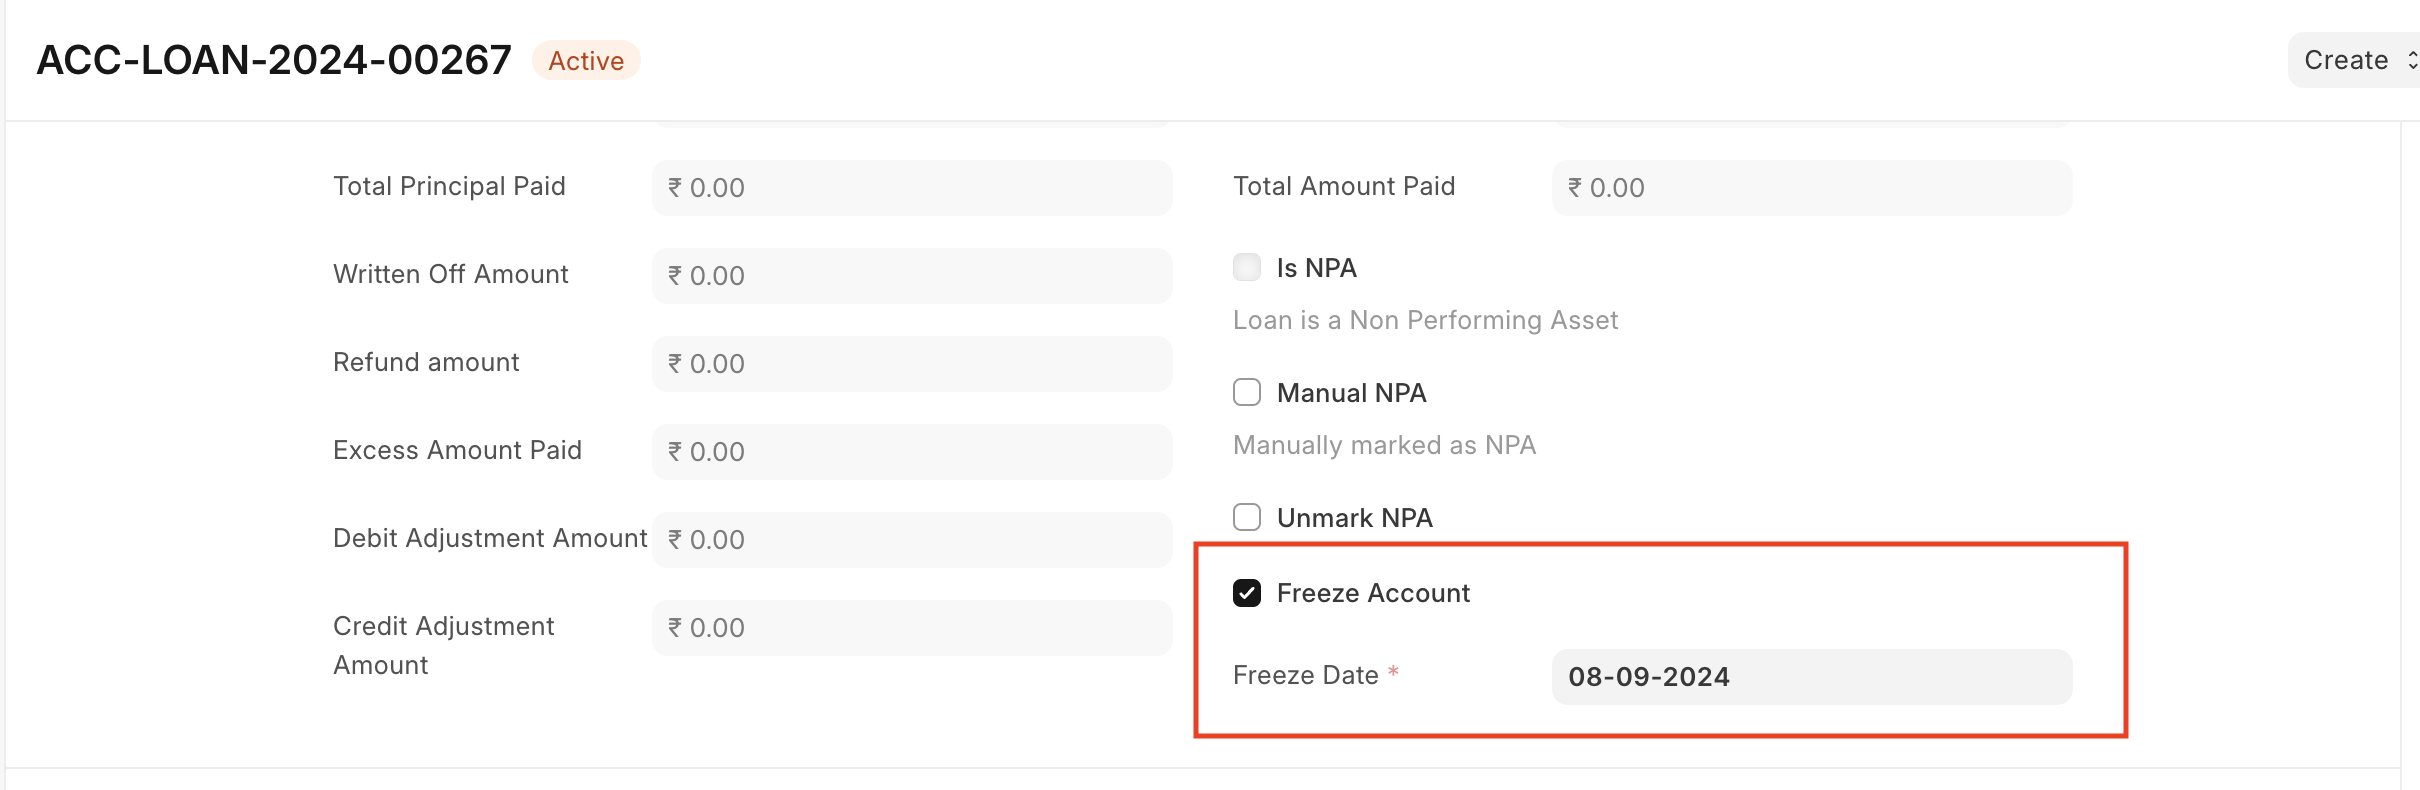 ACC-LOAN-2024-00267 Active Create
Total Principal Paid ₹ 0.00
Written Off Amount ₹ 0.00
Refund amount ₹ 0.00
Excess Amount Paid ₹ 0.00
Debit Adjustment Amount ₹ 0.00
Credit Adjustment
Amount
₹ 0.00
Total Amount Paid ₹ 0.00
Is NPA
Loan is a Non Performing Asset
Manual NPA
Manually marked as NPA
Unmark NPA
Freeze Account
Freeze Date * 08-09-2024